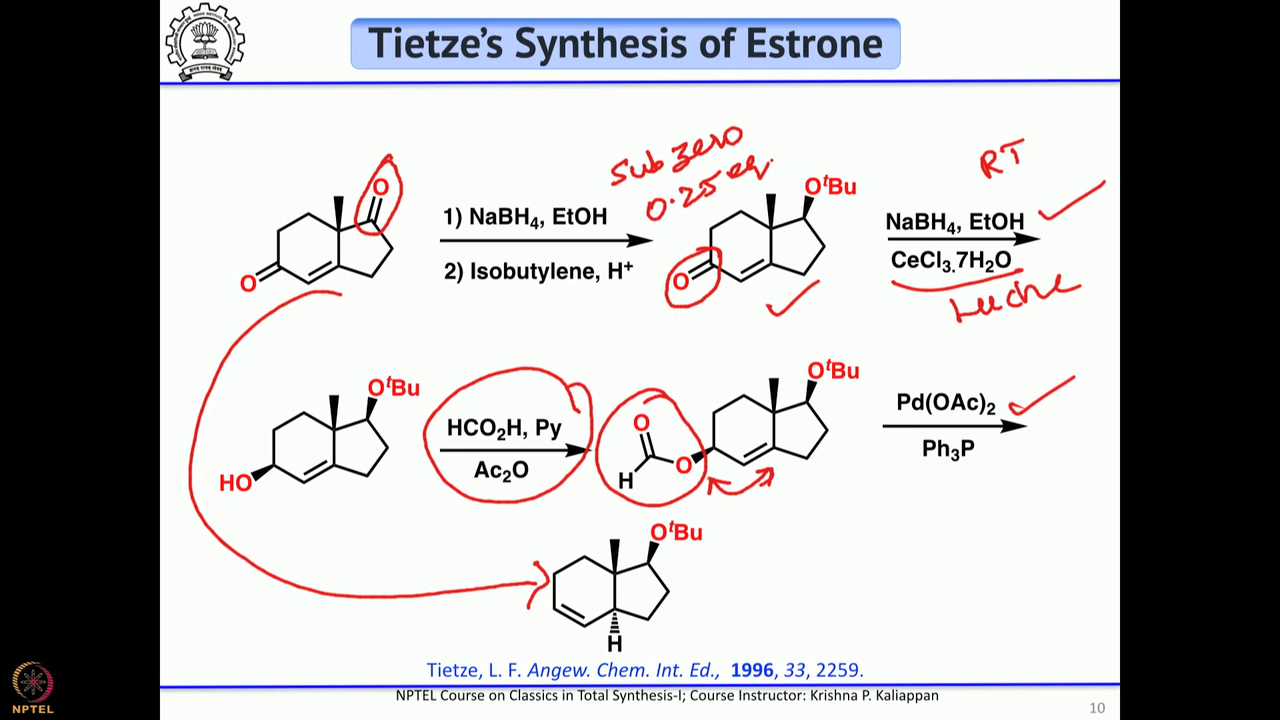 Tietze's Synthesis of Estrone
O
O
1) NaBH₄, EtOH
2) Isobutylene, H⁺
Sub zero
0.25 eq.
OᵗBu
O
RT
NaBH₄, EtOH
CeCl₃.7H₂O
Luche
OᵗBu
HO
HCO₂H, Py
Ac₂O
OᵗBu
O
H
O
Pd(OAc)₂
Ph₃P
OᵗBu
H
Tietze, L. F. Angew. Chem. Int. Ed., 1996, 33, 2259.
NPTEL Course on Classics in Total Synthesis-I; Course Instructor: Krishna P. Kaliappan
NPTEL
10